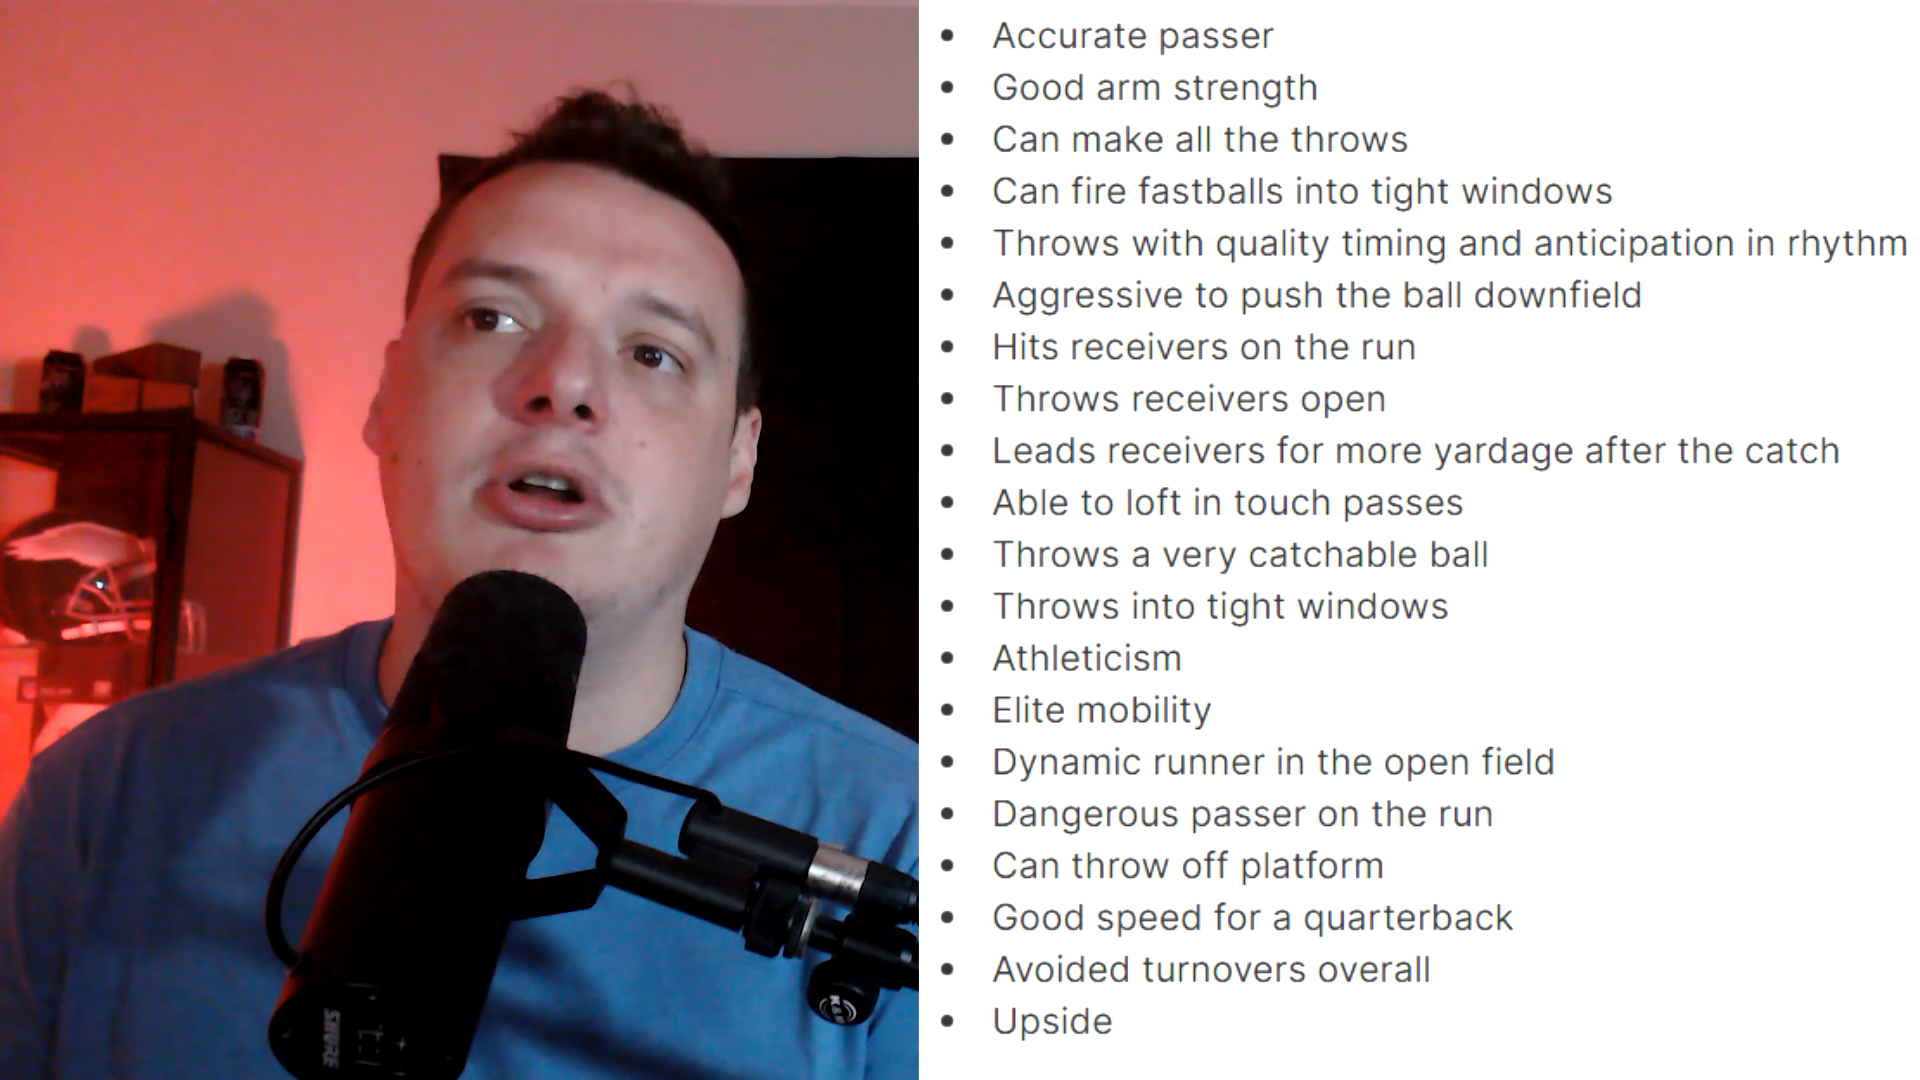 Accurate passer
Good arm strength
Can make all the throws
Can fire fastballs into tight windows
Throws with quality timing and anticipation in rhythm
Aggressive to push the ball downfield
Hits receivers on the run
Throws receivers open
Leads receivers for more yardage after the catch
Able to loft in touch passes
Throws a very catchable ball
Throws into tight windows
Athleticism
Elite mobility
Dynamic runner in the open field
Dangerous passer on the run
Can throw off platform
Good speed for a quarterback
Avoided turnovers overall
Upside
SHURE